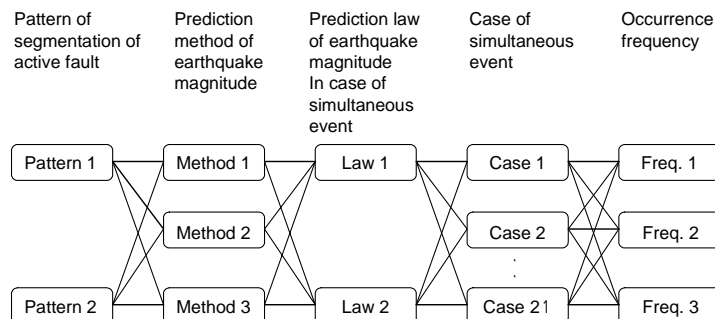 Pattern of
segmentation of
active fault
Prediction
method of
earthquake
magnitude
Prediction law
of earthquake
magnitude
In case of
simultaneous
event
Case of
simultaneous
event
Occurrence
frequency
Pattern 1
Method 1
Law 1
Case 1
Freq. 1
Method 2
Case 2
Freq. 2
:
Pattern 2
Method 3
Law 2
Case 21
Freq. 3